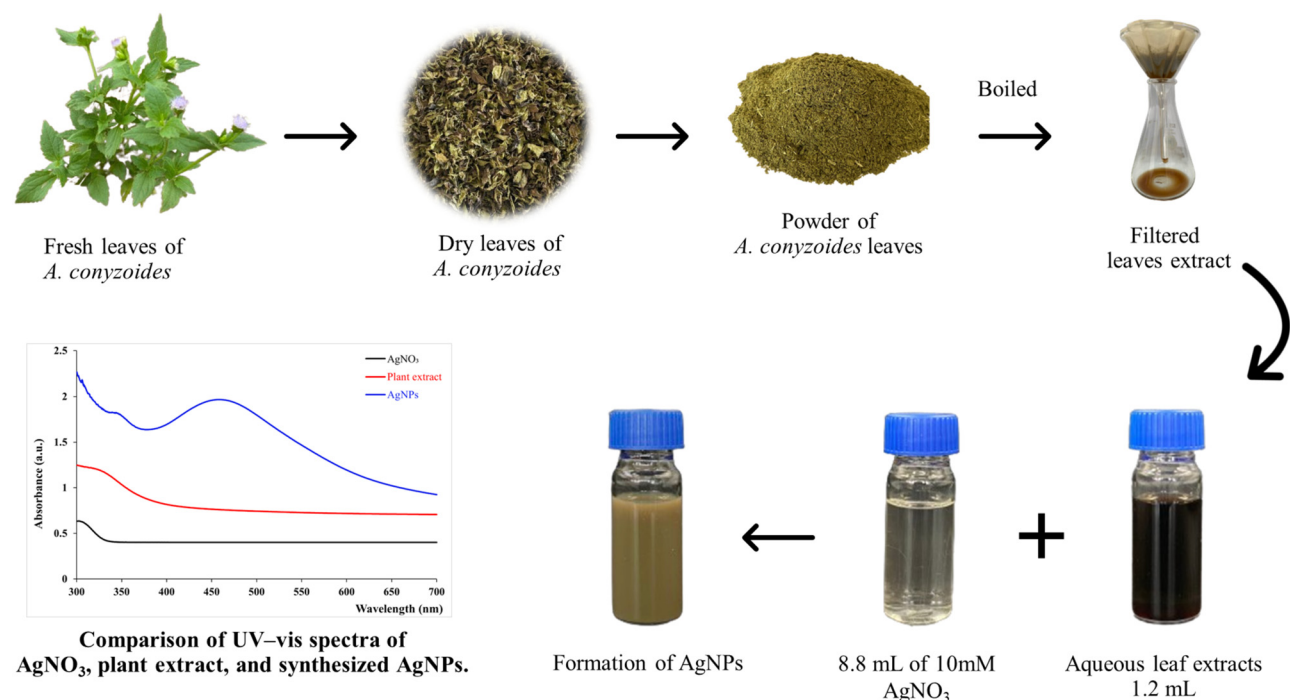 Fresh leaves of
A. conyzoides
Dry leaves of
A. conyzoides
Powder of
A. conyzoides leaves
Boiled
Filtered
leaves extract
2.5
2
1.5
1
0.5
0
Absorbance (a.u.)
300
350
400
450
500
550
600
650
700
Wavelength (nm)
AgNO₃
Plant extract
AgNPs
Comparison of UV–vis spectra of
AgNO₃, plant extract, and synthesized AgNPs.
Formation of AgNPs
8.8 mL of 10mM
AgNO₃
+
Aqueous leaf extracts
1.2 mL